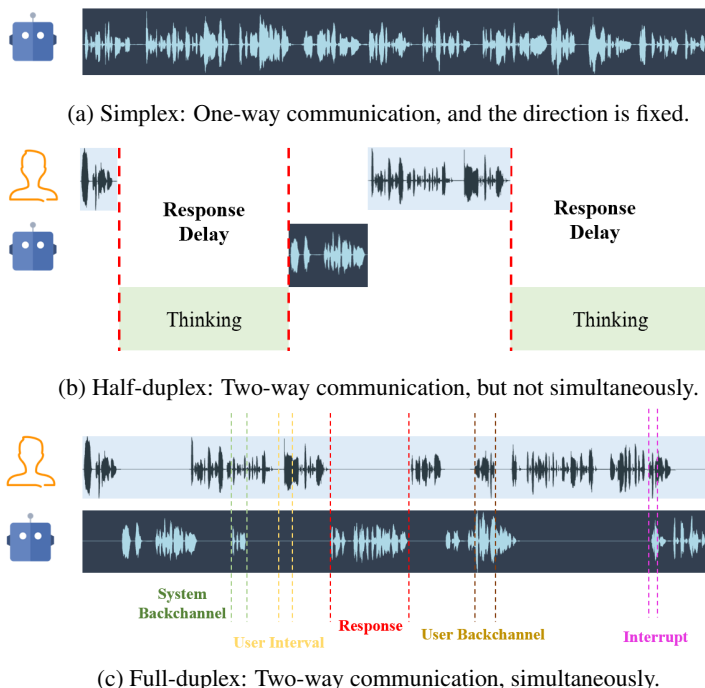 (a) Simplex: One-way communication, and the direction is fixed.
Response
Delay
Response
Delay
Thinking
Thinking
(b) Half-duplex: Two-way communication, but not simultaneously.
System
Backchannel
User Interval
Response
User Backchannel
Interrupt
(c) Full-duplex: Two-way communication, simultaneously.